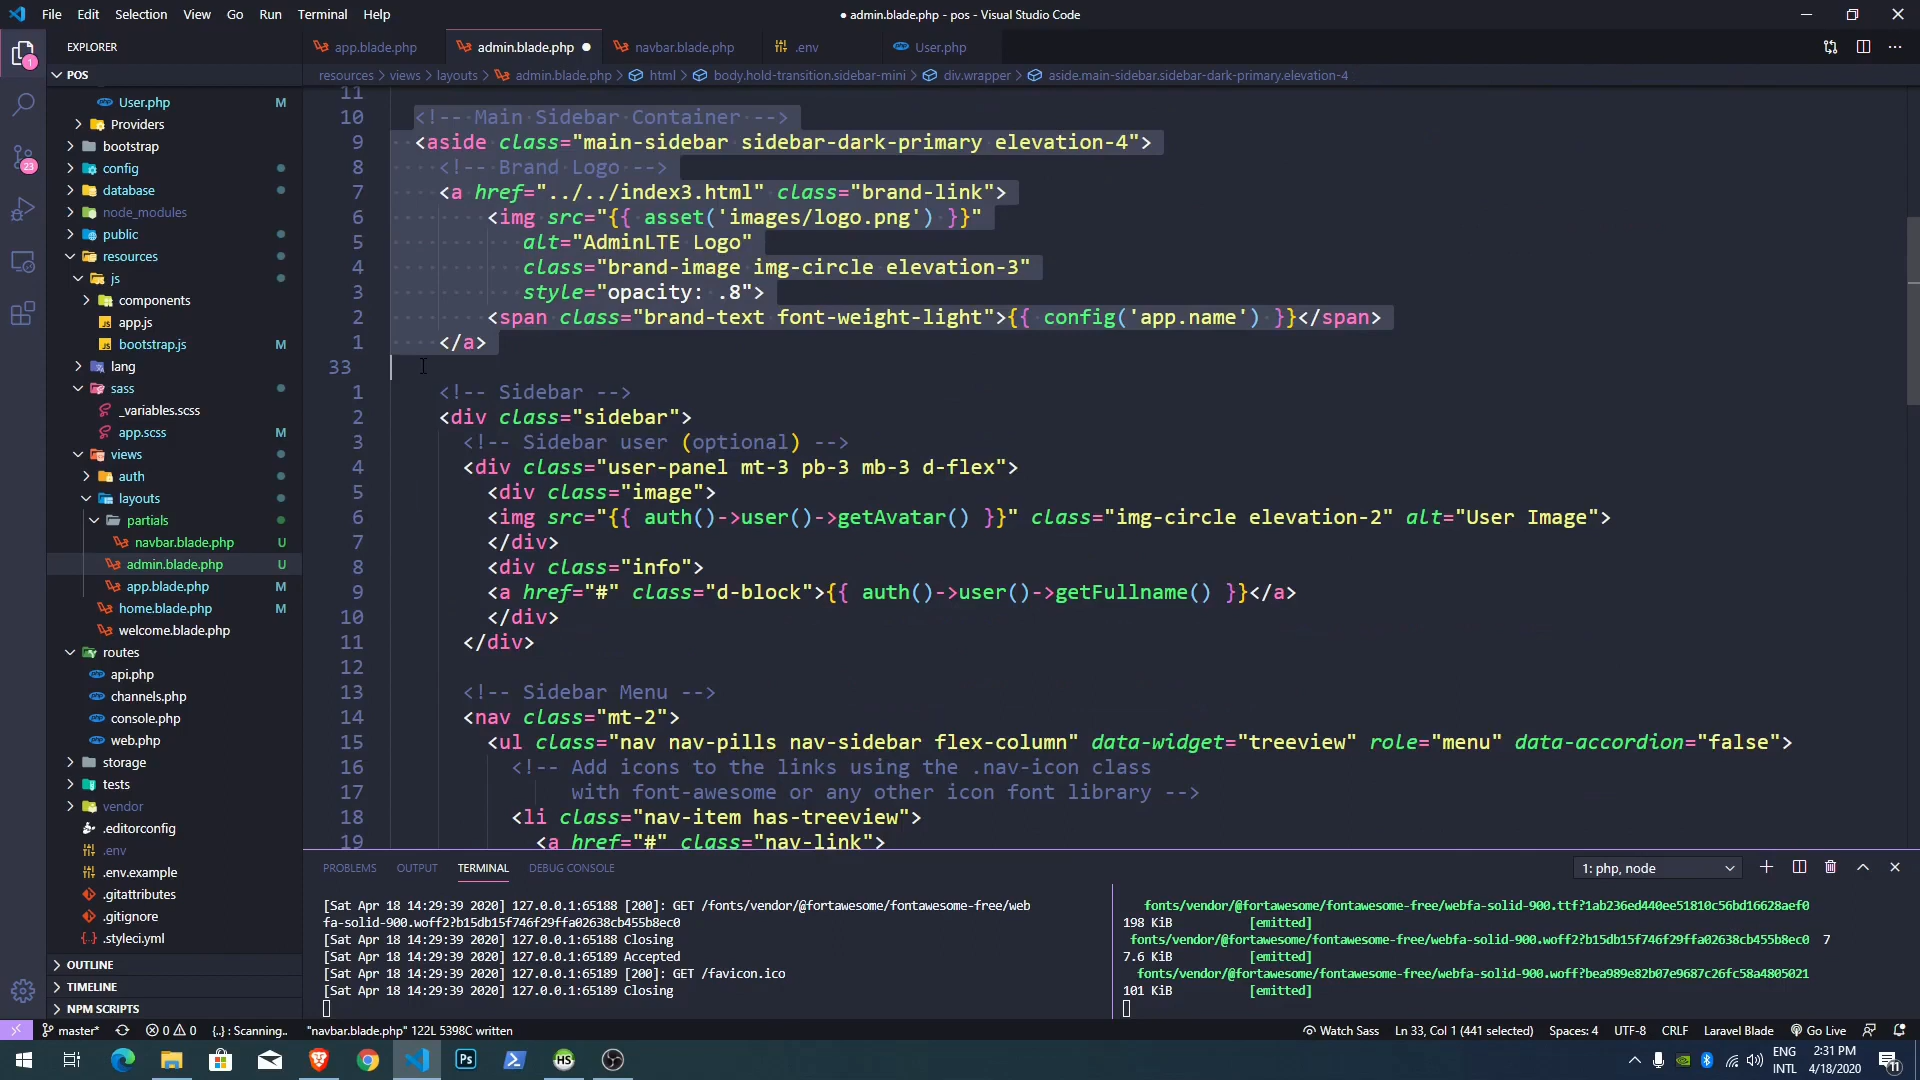 File Edit Selection View Go Run Terminal Help
● admin.blade.php - pos - Visual Studio Code
EXPLORER
app.blade.php
admin.blade.php ●
navbar.blade.php
.env
User.php
POS
resources > views > layouts > admin.blade.php > html > body.hold-transition.sidebar-mini > div.wrapper > aside.main-sidebar.sidebar-dark-primary.elevation-4
1
23
User.php M
Providers
bootstrap
config
database
node_modules
public
resources
js
components
app.js
bootstrap.js M
lang
sass
_variables.scss
app.scss M
views
auth
layouts
partials
navbar.blade.php U
admin.blade.php U
app.blade.php M
home.blade.php M
welcome.blade.php
routes
api.php
channels.php
console.php
web.php
storage
tests
vendor
.editorconfig
.env
.env.example
.gitattributes
.gitignore
.styleci.yml
OUTLINE
TIMELINE
NPM SCRIPTS
11
10 <!-- Main Sidebar Container -->
9 <aside class="main-sidebar sidebar-dark-primary elevation-4">
8 <!-- Brand Logo -->
7 <a href="../../index3.html" class="brand-link">
6 <img src="{{ asset('images/logo.png') }}"
5 alt="AdminLTE Logo"
4 class="brand-image img-circle elevation-3"
3 style="opacity: .8">
2 <span class="brand-text font-weight-light">{{ config('app.name') }}</span>
1 </a>
33
1 <!-- Sidebar -->
2 <div class="sidebar">
3 <!-- Sidebar user (optional) -->
4 <div class="user-panel mt-3 pb-3 mb-3 d-flex">
5 <div class="image">
6 <img src="{{ auth()->user()->getAvatar() }}" class="img-circle elevation-2" alt="User Image">
7 </div>
8 <div class="info">
9 <a href="#" class="d-block">{{ auth()->user()->getFullname() }}</a>
10 </div>
11 </div>
12
13 <!-- Sidebar Menu -->
14 <nav class="mt-2">
15 <ul class="nav nav-pills nav-sidebar flex-column" data-widget="treeview" role="menu" data-accordion="false">
16 <!-- Add icons to the links using the .nav-icon class
17 with font-awesome or any other icon font library -->
18 <li class="nav-item has-treeview">
19 <a href="#" class="nav-link">
PROBLEMS OUTPUT TERMINAL DEBUG CONSOLE
1: php, node
[Sat Apr 18 14:29:39 2020] 127.0.0.1:65188 [200]: GET /fonts/vendor/@fortawesome/fontawesome-free/web
fa-solid-900.woff2?b15db15f746f29ffa02638cb455b8ec0
[Sat Apr 18 14:29:39 2020] 127.0.0.1:65188 Closing
[Sat Apr 18 14:29:39 2020] 127.0.0.1:65189 Accepted
[Sat Apr 18 14:29:39 2020] 127.0.0.1:65189 [200]: GET /favicon.ico
[Sat Apr 18 14:29:39 2020] 127.0.0.1:65189 Closing
fonts/vendor/@fortawesome/fontawesome-free/webfa-solid-900.ttf?1ab236ed440ee51810c56bd16628aef0
198 KiB [emitted]
fonts/vendor/@fortawesome/fontawesome-free/webfa-solid-900.woff2?b15db15f746f29ffa02638cb455b8ec0 7
7.6 KiB [emitted]
fonts/vendor/@fortawesome/fontawesome-free/webfa-solid-900.woff?bea989e82b07e9687c26fc58a4805021
101 KiB [emitted]
master* 0 0 {..} : Scanning.. "navbar.blade.php" 122L 5398C written
Watch Sass Ln 33, Col 1 (441 selected) Spaces: 4 UTF-8 CRLF Laravel Blade Go Live
Ps
HS
ENG
INTL
2:31 PM
4/18/2020
11